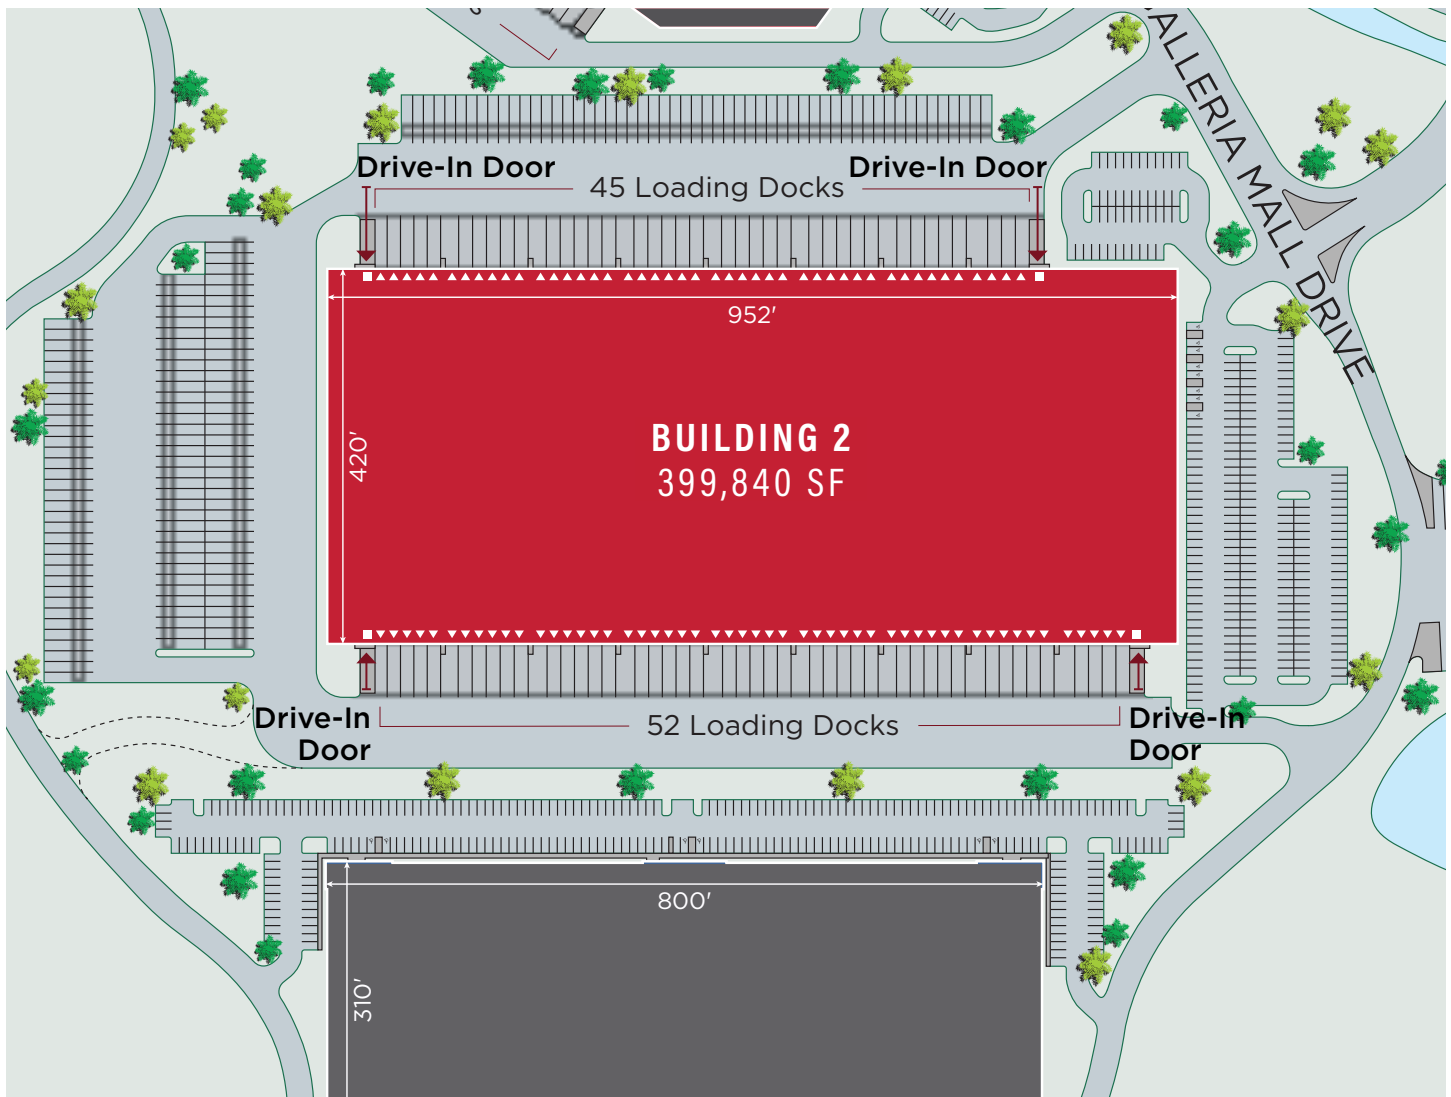 GALLERIA MALL DRIVE
Drive-In Door
Drive-In Door
45 Loading Docks
952'
420'
BUILDING 2
399,840 SF
Drive-In
Door
52 Loading Docks
Drive-In
Door
800'
310'